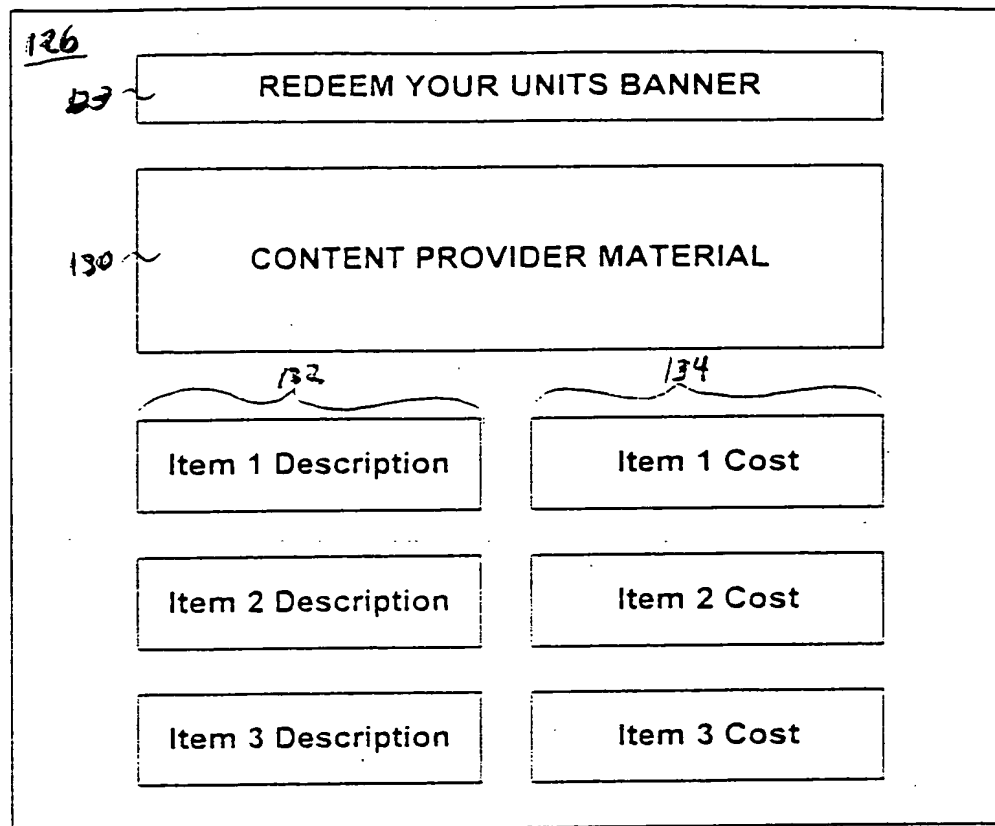 126
REDEEM YOUR UNITS BANNER
130 CONTENT PROVIDER MATERIAL
132 134
Item 1 Description Item 1 Cost
Item 2 Description Item 2 Cost
Item 3 Description Item 3 Cost